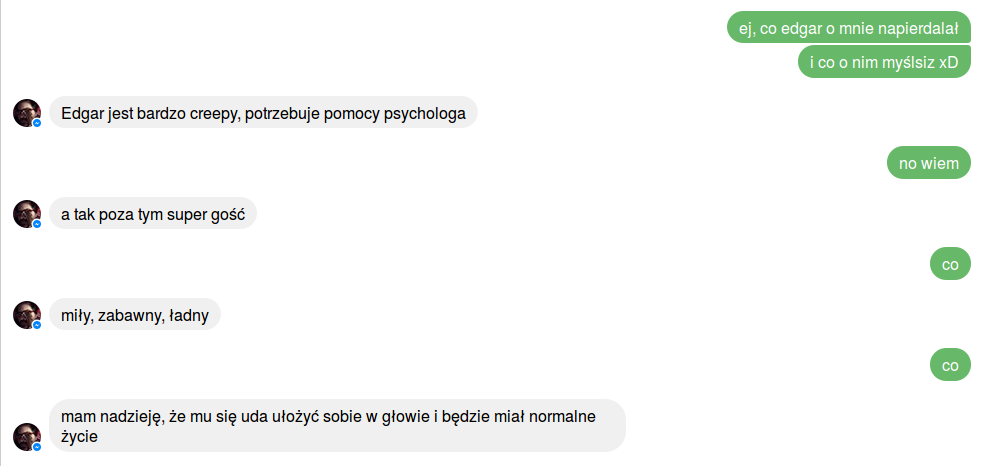 ej, co edgar o mnie napierdalał
i co o nim myślsiz xD
Edgar jest bardzo creepy, potrzebuje pomocy psychologa
no wiem
a tak poza tym super gość
co
miły, zabawny, ładny
co
mam nadzieję, że mu się uda ułożyć sobie w głowie i będzie miał normalne
życie